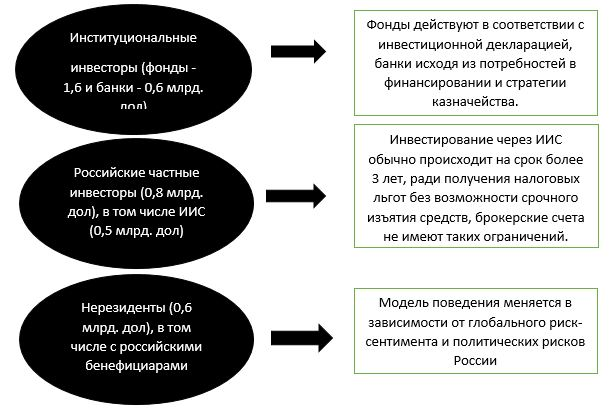 Институциональные
инвесторы (фонды -
1,6 и банки - 0,6 млрд.
дол)
Фонды действуют в соответствии с
инвестиционной декларацией,
банки исходя из потребностей в
финансировании и стратегии
казначейства.
Российские частные
инвесторы (0,8 млрд.
дол), в том числе ИИС
(0,5 млрд. дол)
Инвестирование через ИИС
обычно происходит на срок более
3 лет, ради получения налоговых
льгот без возможности срочного
изъятия средств, брокерские счета
не имеют таких ограничений.
Нерезиденты (0,6
млрд. дол), в том
числе с российскими
бенефициарами
Модель поведения меняется в
зависимости от глобального риск-
сентимента и политических рисков
России